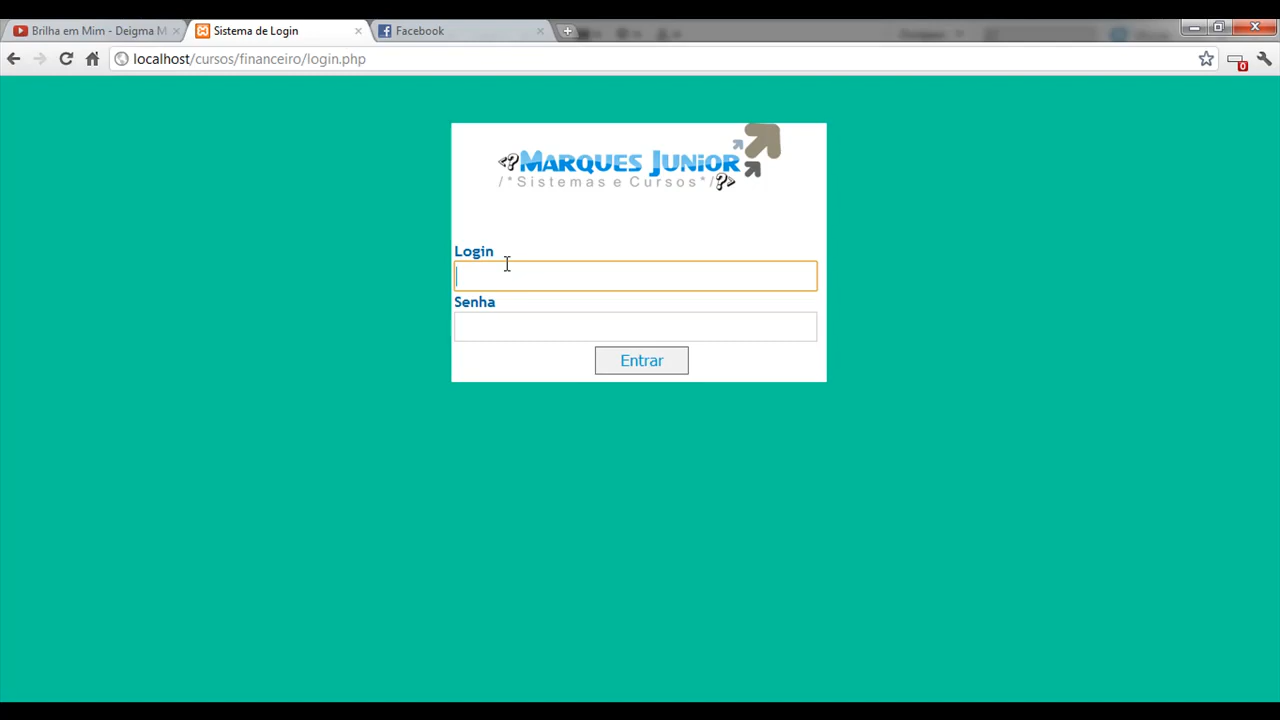 Brilha em Mim - Deigma M
Sistema de Login
Facebook
localhost/cursos/financeiro/login.php
0
<?MARQUES JUNIOR
/*Sistemas e Cursos*/?>
Login
Senha
Entrar